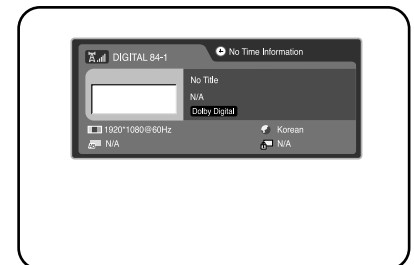 DIGITAL 84-1
No Time Information
No Title
N/A
Dolby Digital
1920*1080@60Hz
Korean
N/A
N/A